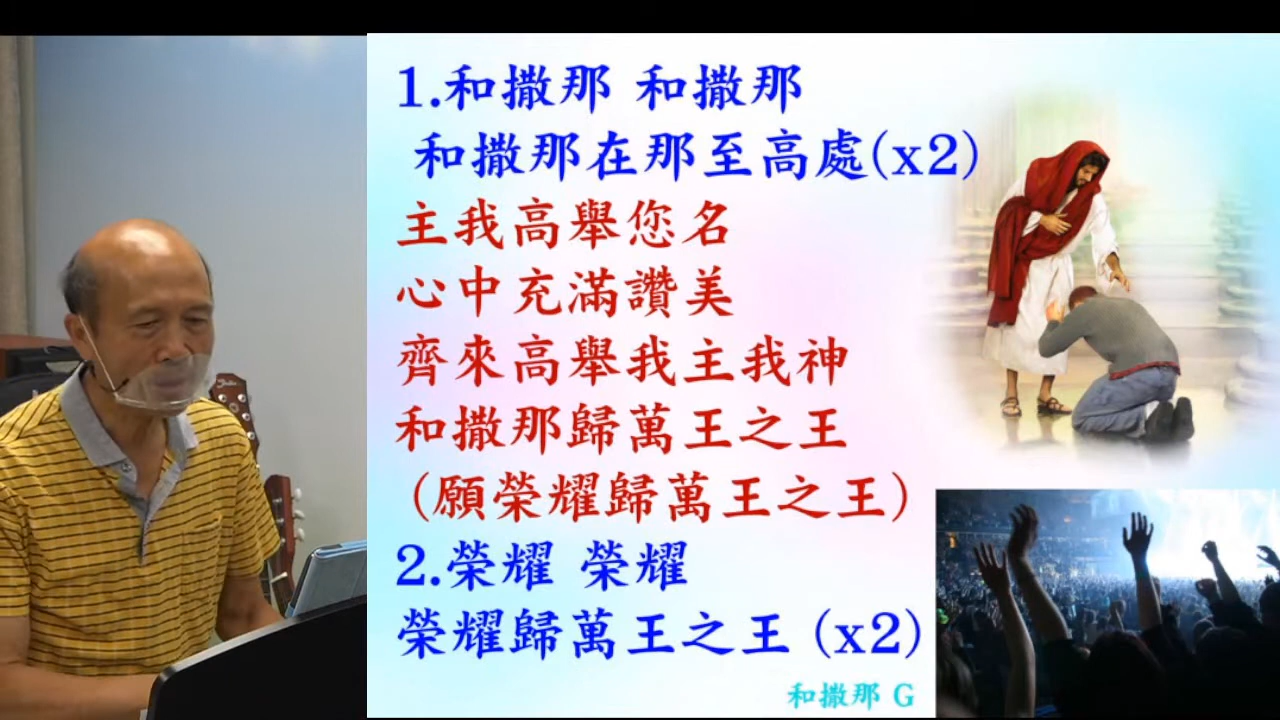 1.和撒那 和撒那
和撒那在那至高處(x2)
主我高舉您名
心中充滿讚美
齊來高舉我主我神
和撒那歸萬王之王
(願榮耀歸萬王之王)
2.榮耀 榮耀
榮耀歸萬王之王 (x2)
和撒那 G